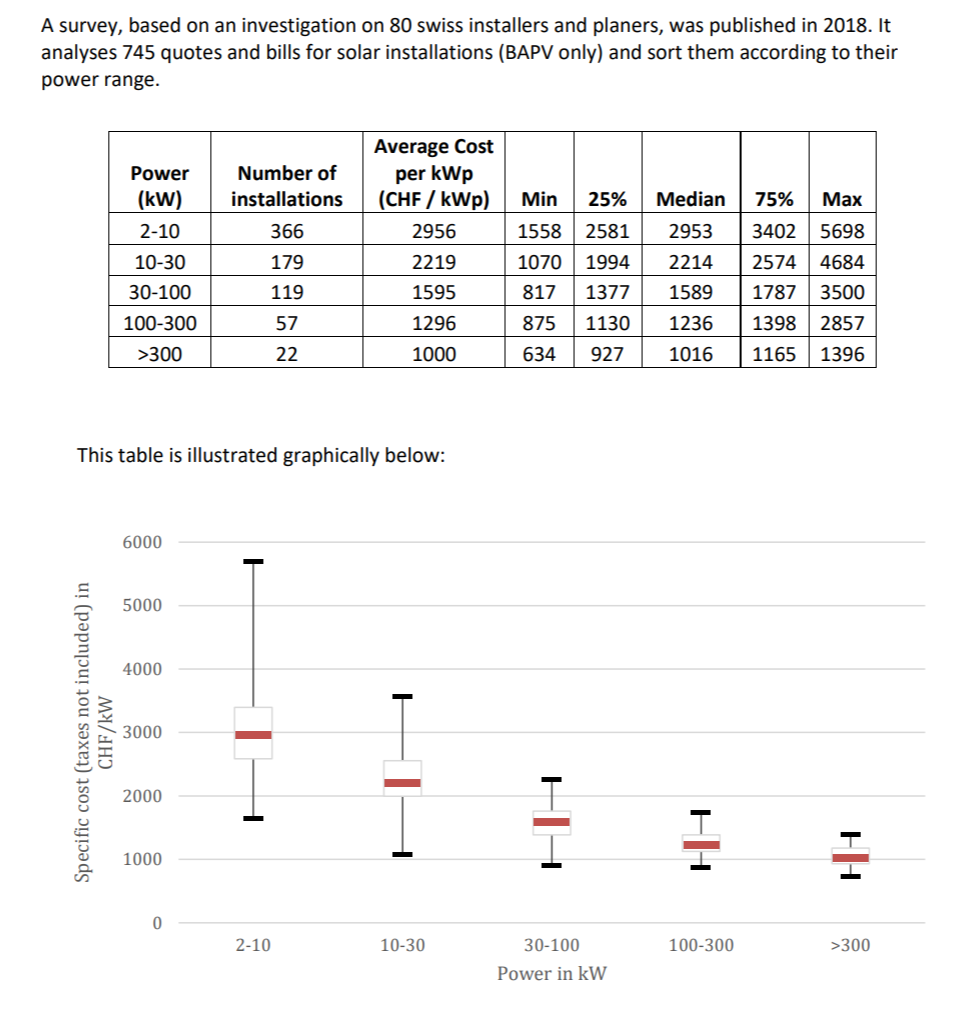 A survey, based on an investigation on 80 swiss installers and planers, was published in 2018. It
analyses 745 quotes and bills for solar installations (BAPV only) and sort them according to their
power range.
Power (kW) Number of installations Average Cost per kWp (CHF / kWp) Min 25% Median 75% Max
2-10 366 2956 1558 2581 2953 3402 5698
10-30 179 2219 1070 1994 2214 2574 4684
30-100 119 1595 817 1377 1589 1787 3500
100-300 57 1296 875 1130 1236 1398 2857
>300 22 1000 634 927 1016 1165 1396
This table is illustrated graphically below:
Specific cost (taxes not included) in
CHF/kW
6000
5000
4000
3000
2000
1000
0
2-10 10-30 30-100 100-300 >300
Power in kW